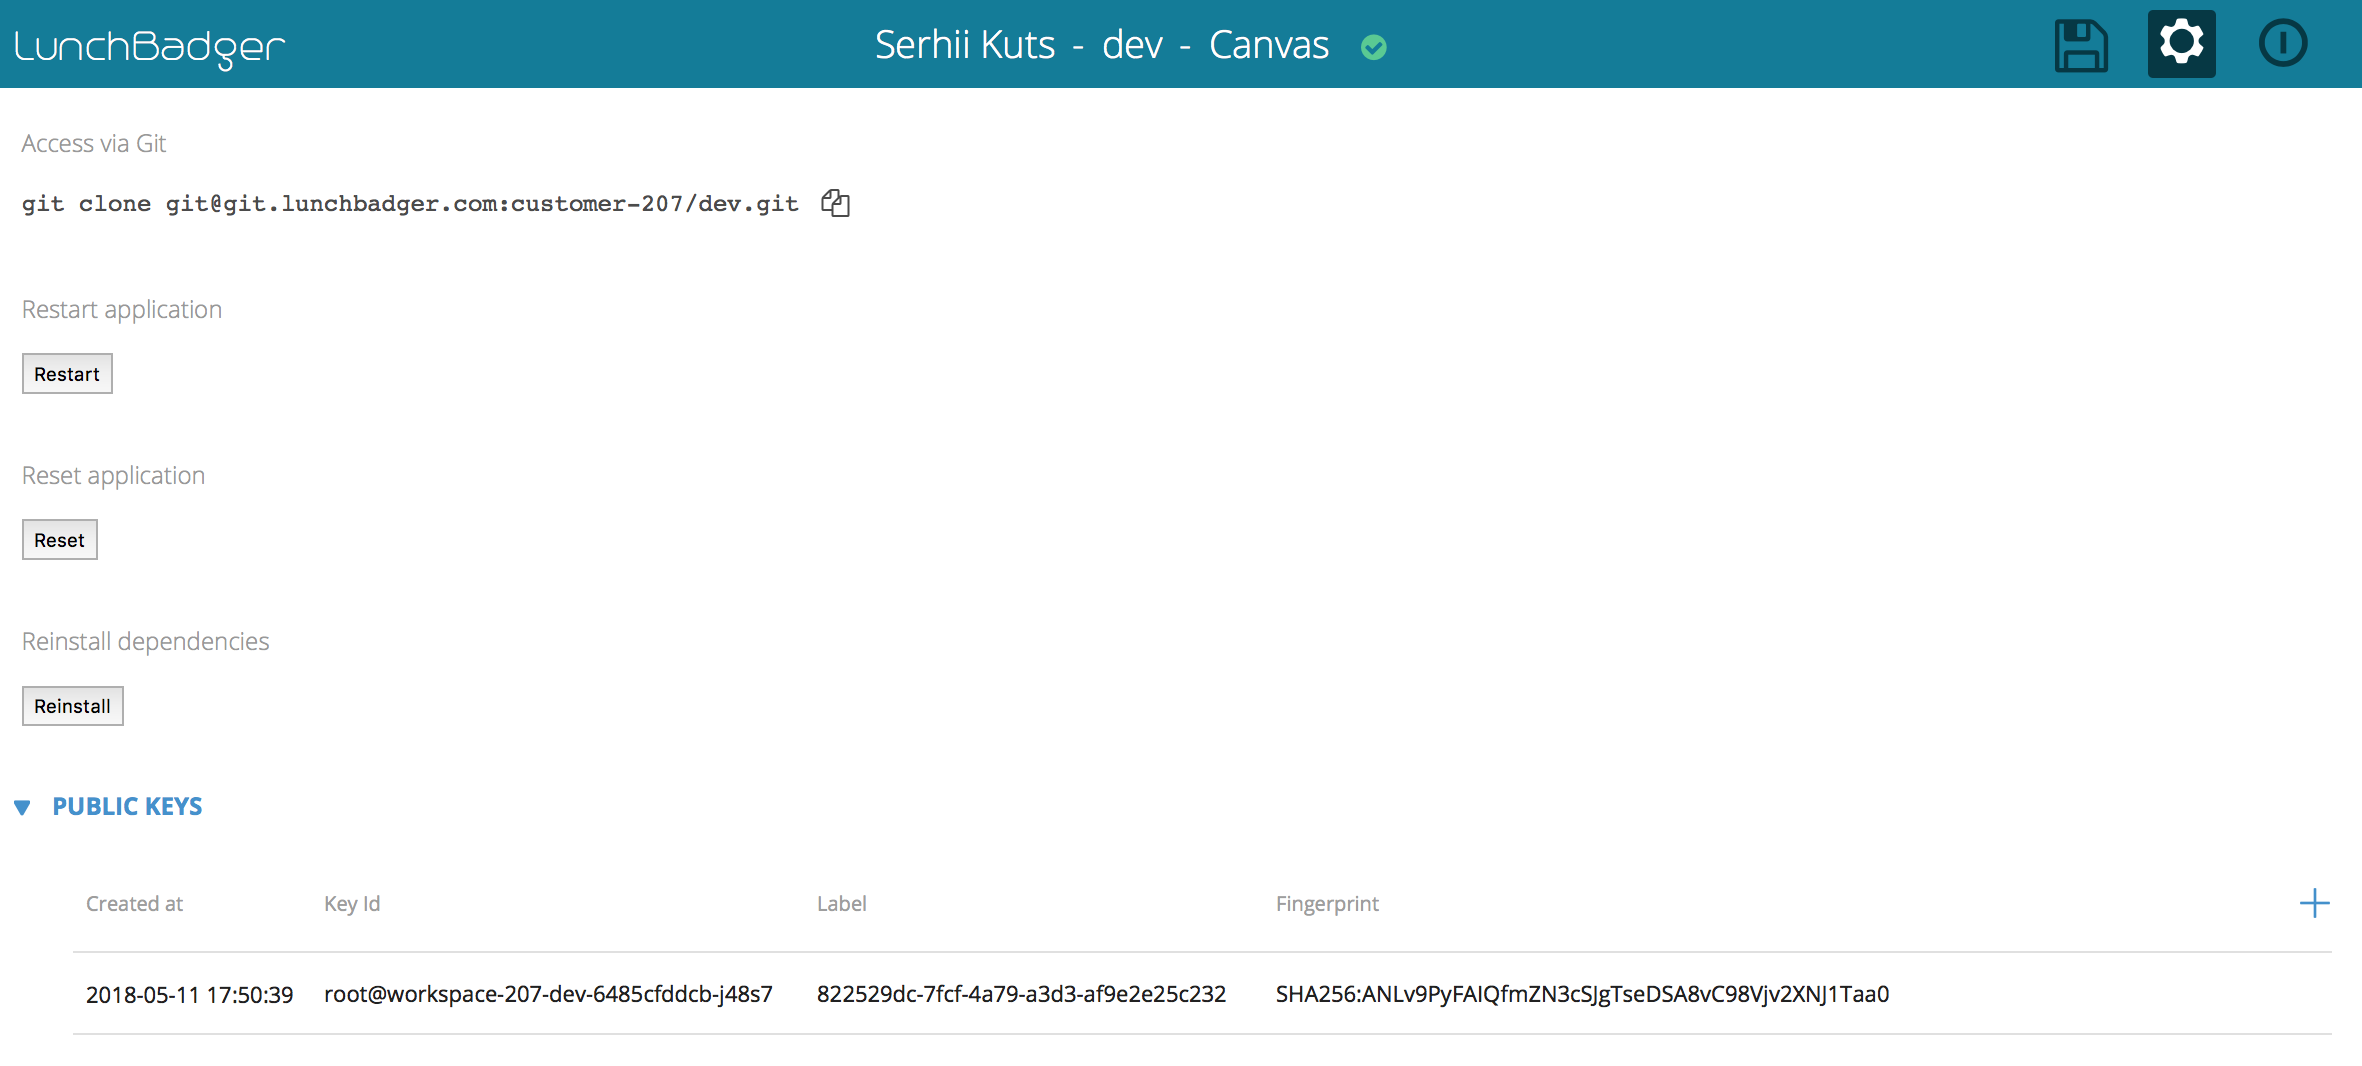 LunchBadger
Serhii Kuts - dev - Canvas
Access via Git
git clone git@git.lunchbadger.com:customer-207/dev.git
Restart application
Restart
Reset application
Reset
Reinstall dependencies
Reinstall
PUBLIC KEYS
Created at Key Id Label Fingerprint
2018-05-11 17:50:39 root@workspace-207-dev-6485cfddcb-j48s7 822529dc-7fcf-4a79-a3d3-af9e2e25c232 SHA256:ANLv9PyFAIQfmZN3cSJgTseDSA8vC98Vjv2XNJ1Taa0